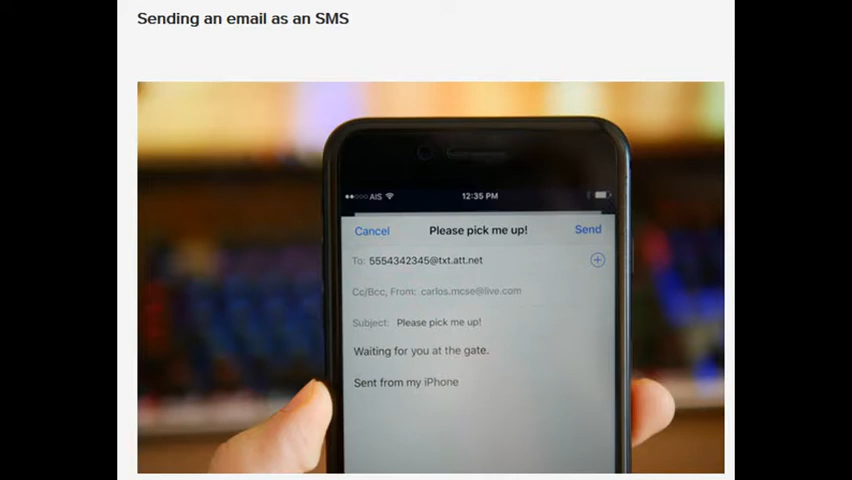 Sending an email as an SMS
AIS 12:35 PM
Cancel Please pick me up! Send
To: 5554342345@txt.att.net
Cc/Bcc, From: carlos.mcse@live.com
Subject: Please pick me up!
Waiting for you at the gate.
Sent from my iPhone